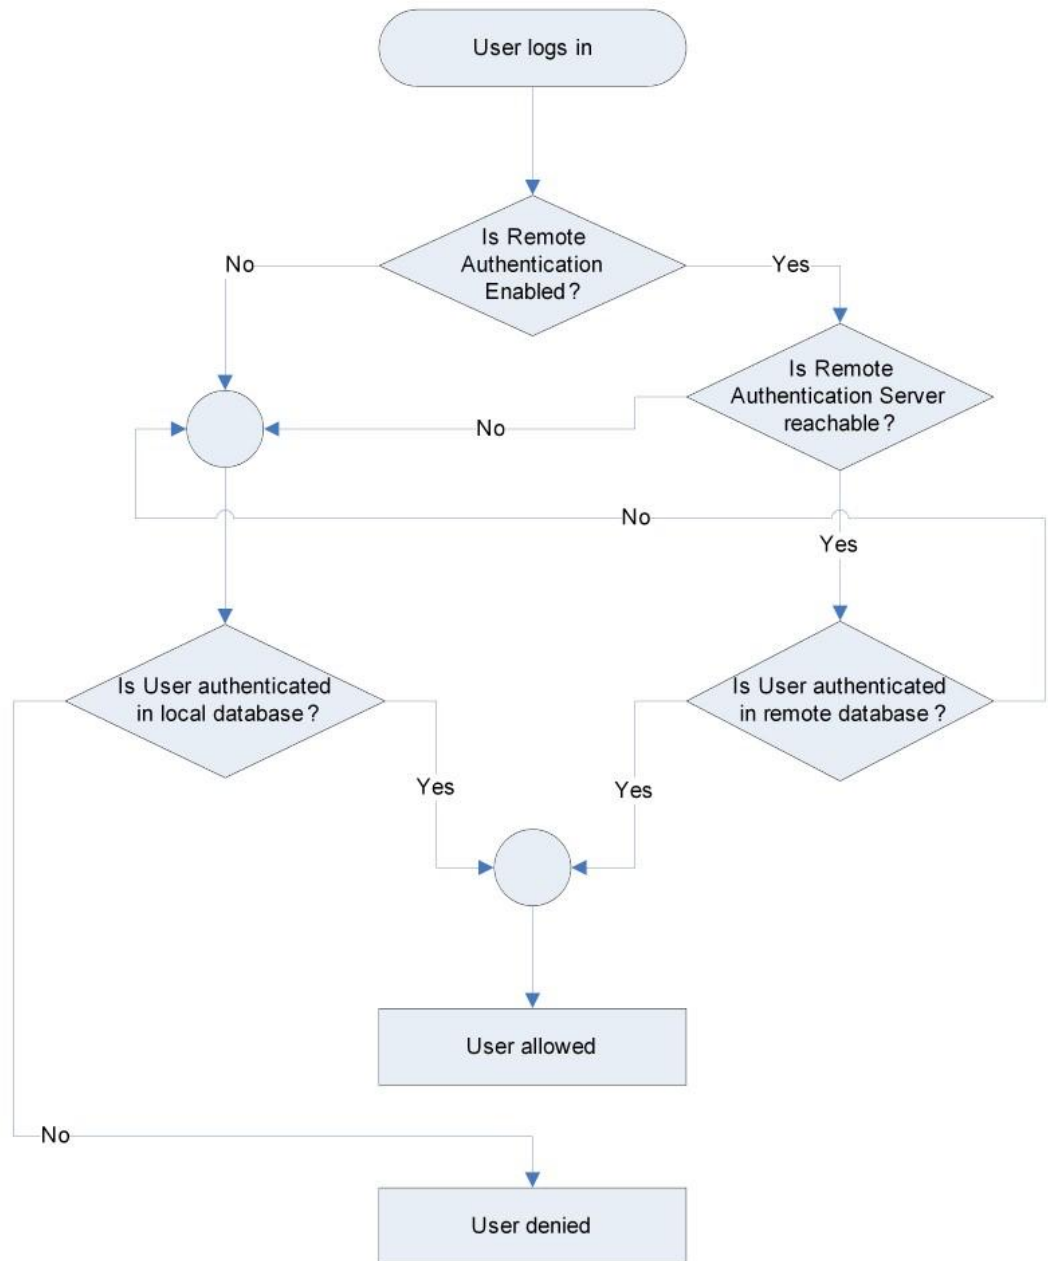 User logs in
Is Remote
Authentication
Enabled?
No
Yes
Is Remote
Authentication Server
reachable?
No
No
Yes
Is User authenticated
in local database?
Is User authenticated
in remote database?
Yes
Yes
User allowed
No
User denied